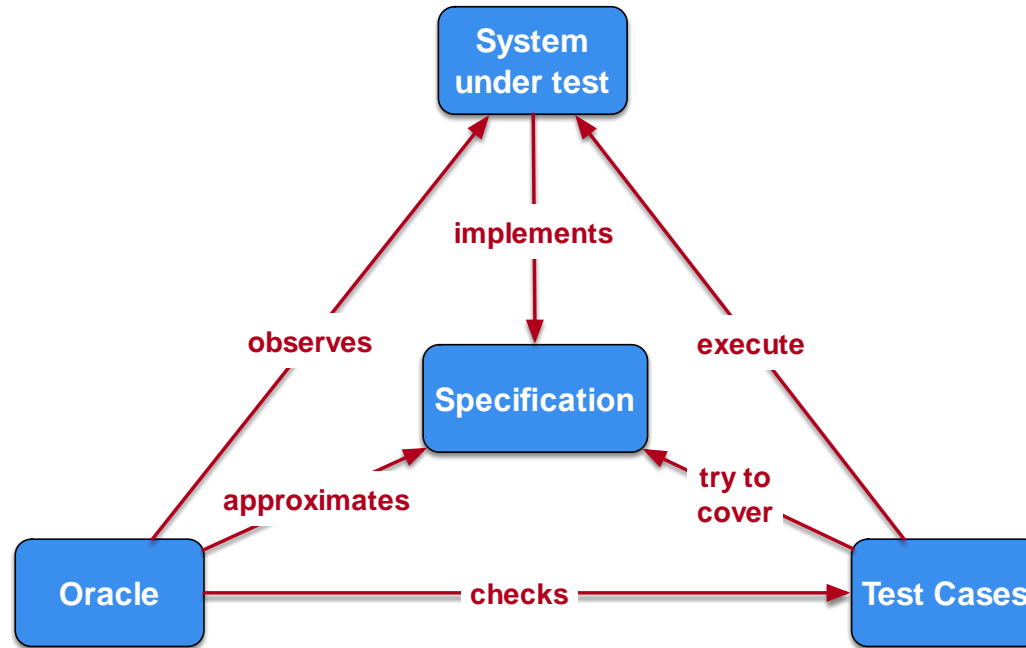 System
under test
implements
observes
execute
Specification
try to
cover
approximates
Oracle
checks
Test Cases